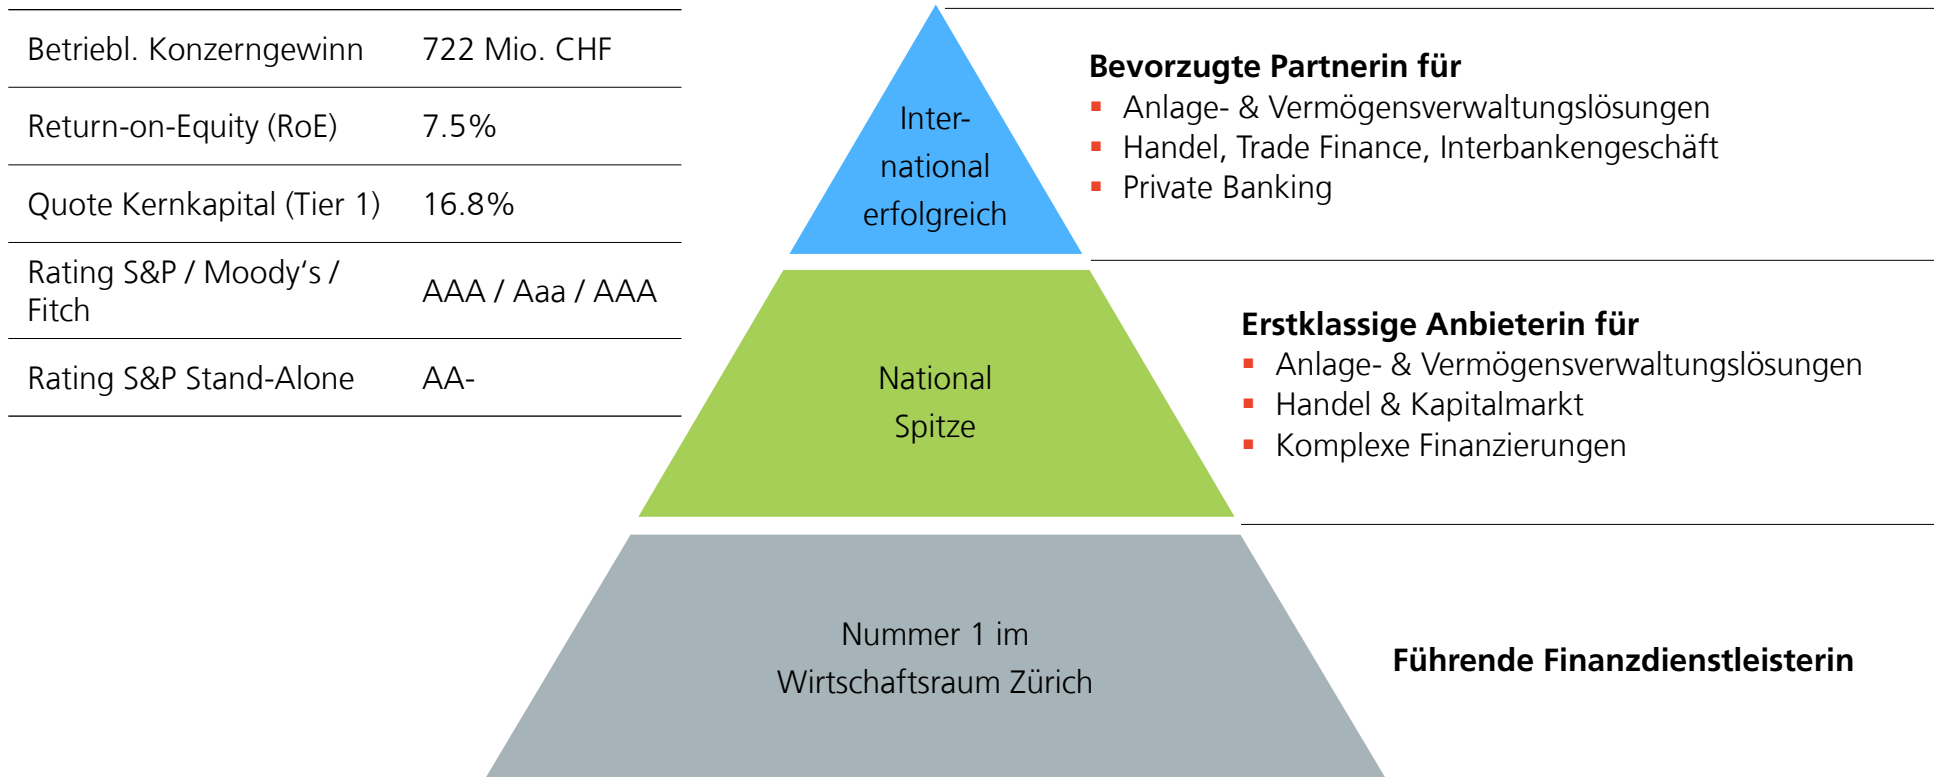 Betriebl. Konzerngewinn 722 Mio. CHF
Return-on-Equity (RoE) 7.5%
Quote Kernkapital (Tier 1) 16.8%
Rating S&P / Moody‘s /
Fitch
AAA / Aaa / AAA
Rating S&P Stand-Alone AA-
Inter-
national
erfolgreich
Bevorzugte Partnerin für
▪ Anlage- & Vermögensverwaltungslösungen
▪ Handel, Trade Finance, Interbankengeschäft
▪ Private Banking
National
Spitze
Erstklassige Anbieterin für
▪ Anlage- & Vermögensverwaltungslösungen
▪ Handel & Kapitalmarkt
▪ Komplexe Finanzierungen
Nummer 1 im
Wirtschaftsraum Zürich
Führende Finanzdienstleisterin